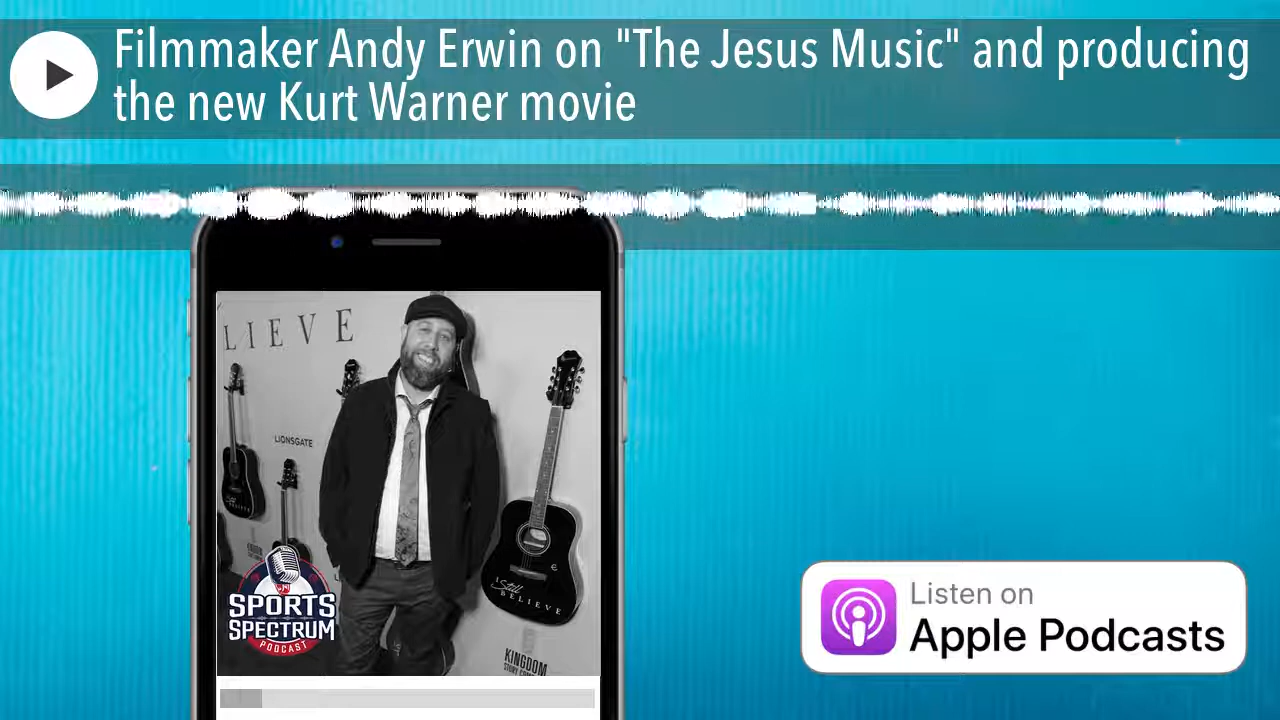 Filmmaker Andy Erwin on "The Jesus Music" and producing
the new Kurt Warner movie
LIEVE
LIONSGATE
SPORTS
SPECTRUM
PODCAST
I Still
BELIEVE
KINGDOM
Listen on
Apple Podcasts